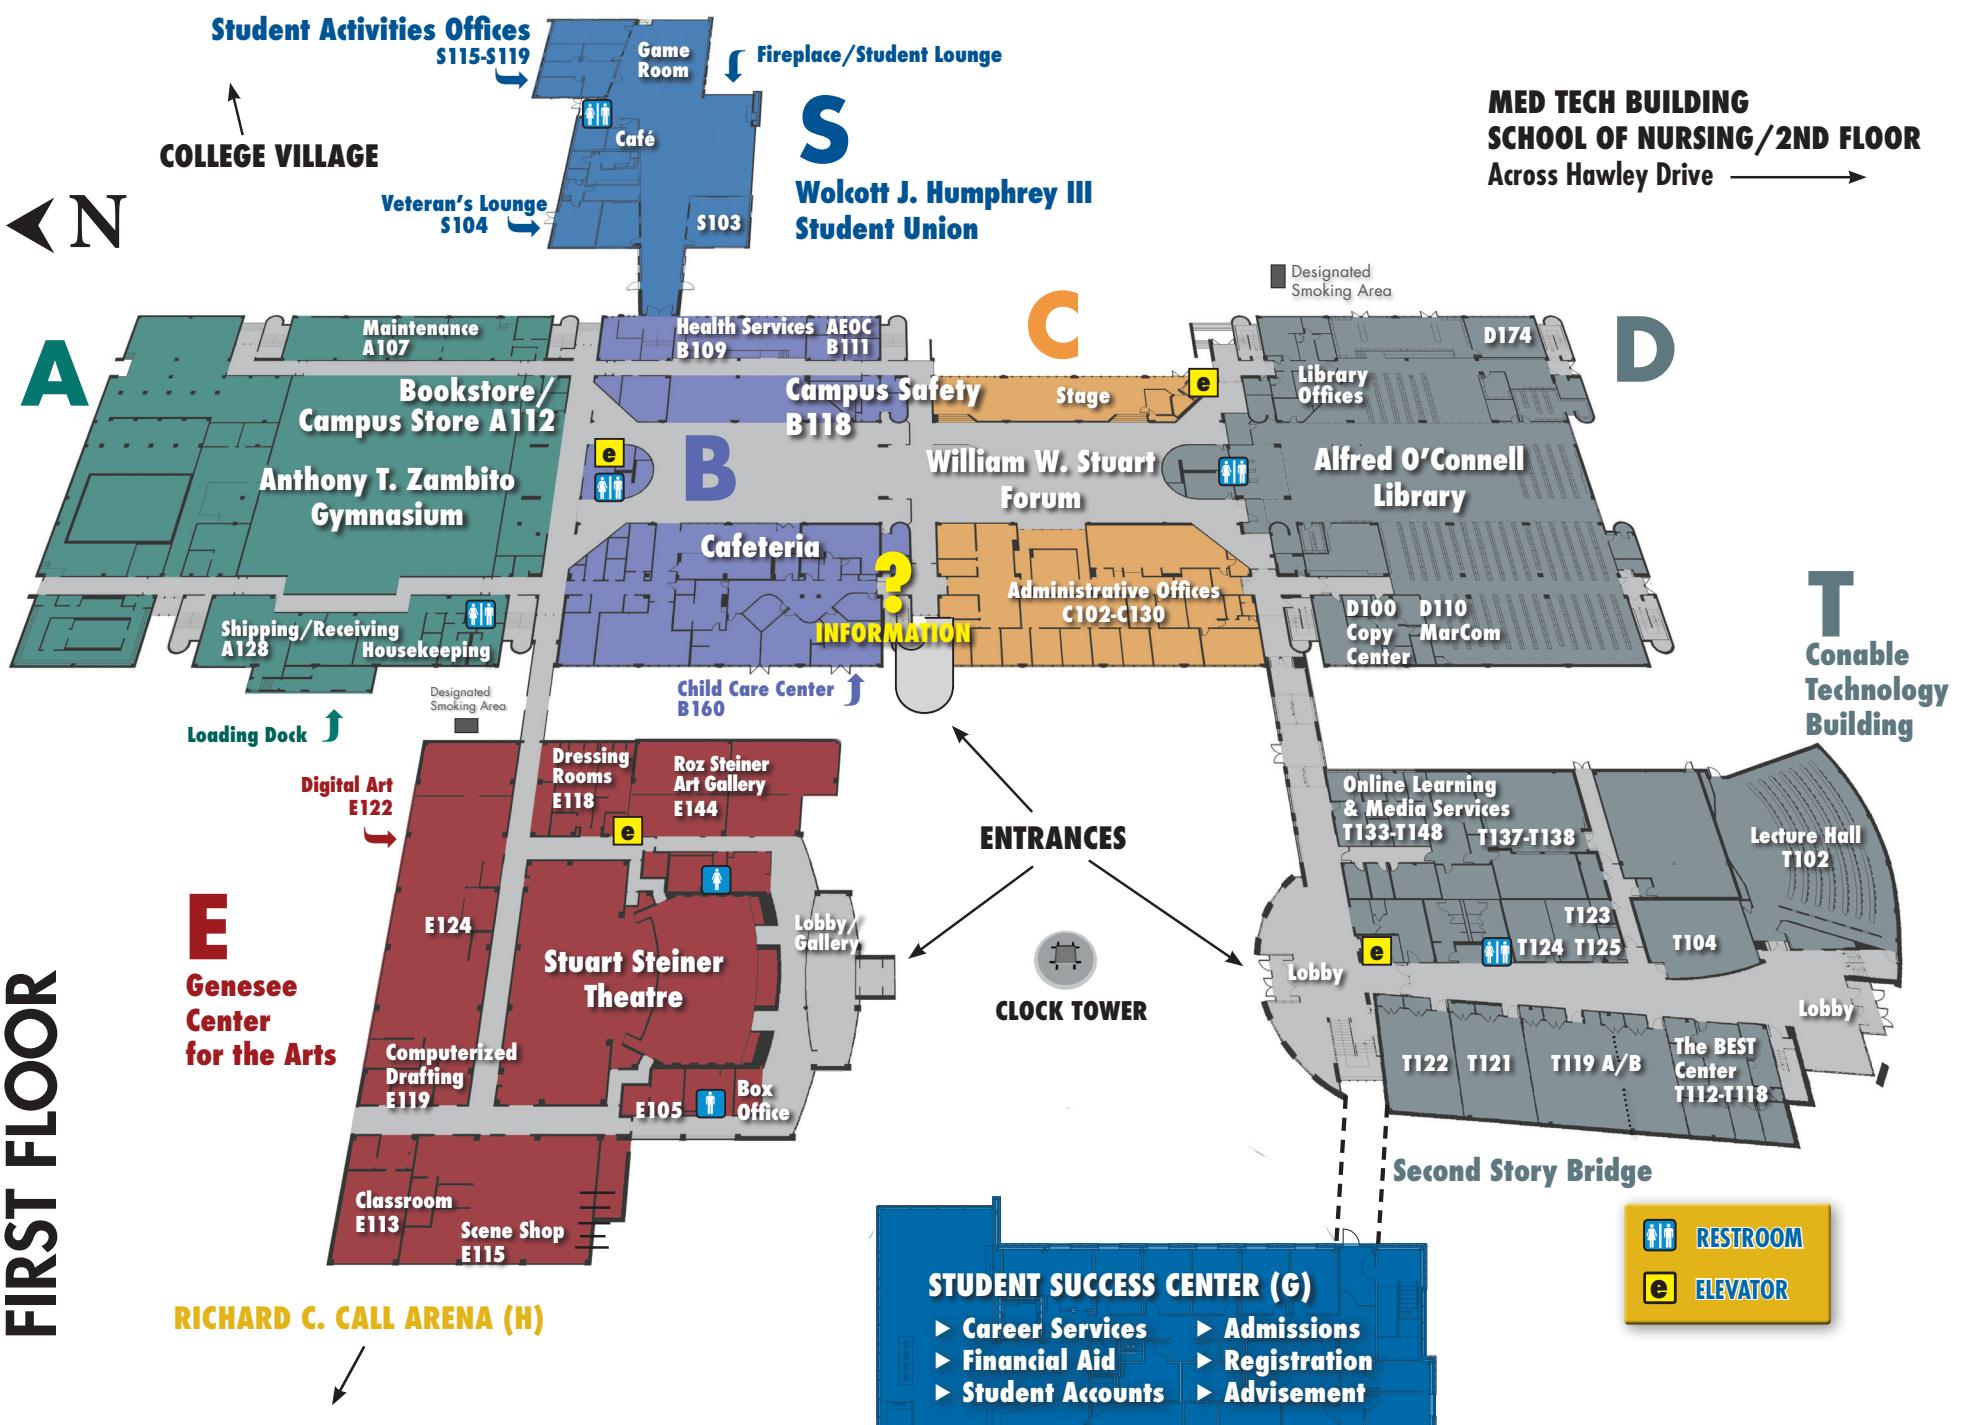 Student Activities Offices
S115-S119
Game
Room
Fireplace/Student Lounge
S
Café
COLLEGE VILLAGE
MED TECH BUILDING
SCHOOL OF NURSING/2ND FLOOR
Across Hawley Drive
N
Veteran's Lounge
S104
S103
Wolcott J. Humphrey III
Student Union
Designated
Smoking Area
A
Maintenance
A107
Health Services
B109
AEOC
B111
C
D174
D
Bookstore/
Campus Store A112
Campus Safety
B118
Stage
e
Library
Offices
e
B
Anthony T. Zambito
Gymnasium
William W. Stuart
Forum
Alfred O'Connell
Library
Cafeteria
?
INFORMATION
Administrative Offices
C102-C130
D100
Copy
Center
D110
MarCom
T
Conable
Technology
Building
Shipping/Receiving
A128
Housekeeping
Designated
Smoking Area
Child Care Center
B160
Loading Dock
Digital Art
E122
Dressing
Rooms
E118
Roz Steiner
Art Gallery
E144
e
ENTRANCES
Online Learning
& Media Services
T133-T148
T137-T138
Lecture Hall
T102
E
Genesee
Center
for the Arts
E124
Stuart Steiner
Theatre
Lobby/
Gallery
CLOCK TOWER
Lobby
e
T123
T124
T125
T104
Lobby
Computerized
Drafting
E119
E105
Box
Office
T122
T121
T119 A/B
The BEST
Center
T112-T118
Classroom
E113
Scene Shop
E115
Second Story Bridge
FIRST FLOOR
RICHARD C. CALL ARENA (H)
STUDENT SUCCESS CENTER (G)
Career Services
Financial Aid
Student Accounts
Admissions
Registration
Advisement
RESTROOM
e ELEVATOR